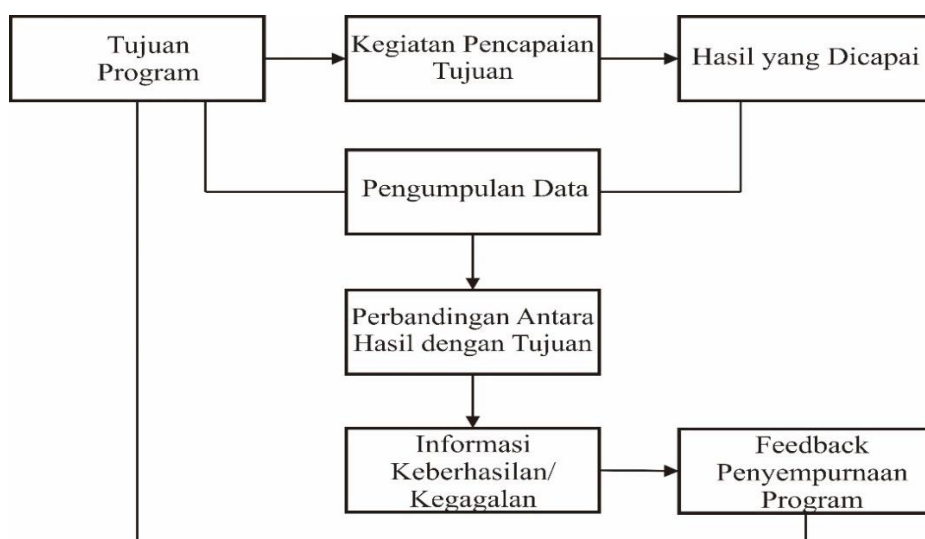 Tujuan
Program
Kegiatan Pencapaian
Tujuan
Hasil yang Dicapai
Pengumpulan Data
Perbandingan Antara
Hasil dengan Tujuan
Informasi
Keberhasilan/
Kegagalan
Feedback
Penyempurnaan
Program